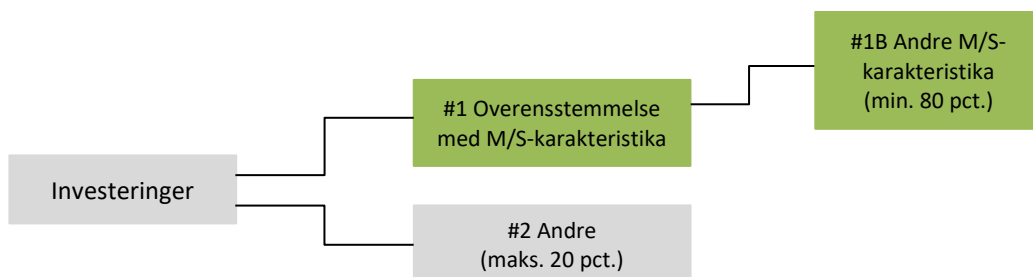 #1B Andre M/S-
karakteristika
(min. 80 pct.)
#1 Overensstemmelse
med M/S-karakteristika
Investeringer
#2 Andre
(maks. 20 pct.)